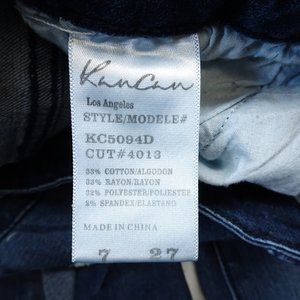 KanCan
Los Angeles
STYLE/MODELE#
KC5094D
CUT#4013
33% COTTON/ALGODON
33% RAYON/RAYON
32% POLYESTER/POLIESTER
2% SPANDEX/ELASTANO
MADE IN CHINA
7 27